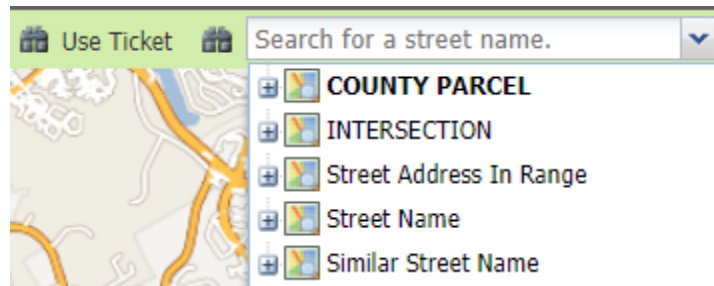 Use Ticket Search for a street name.
COUNTY PARCEL
INTERSECTION
Street Address In Range
Street Name
Similar Street Name